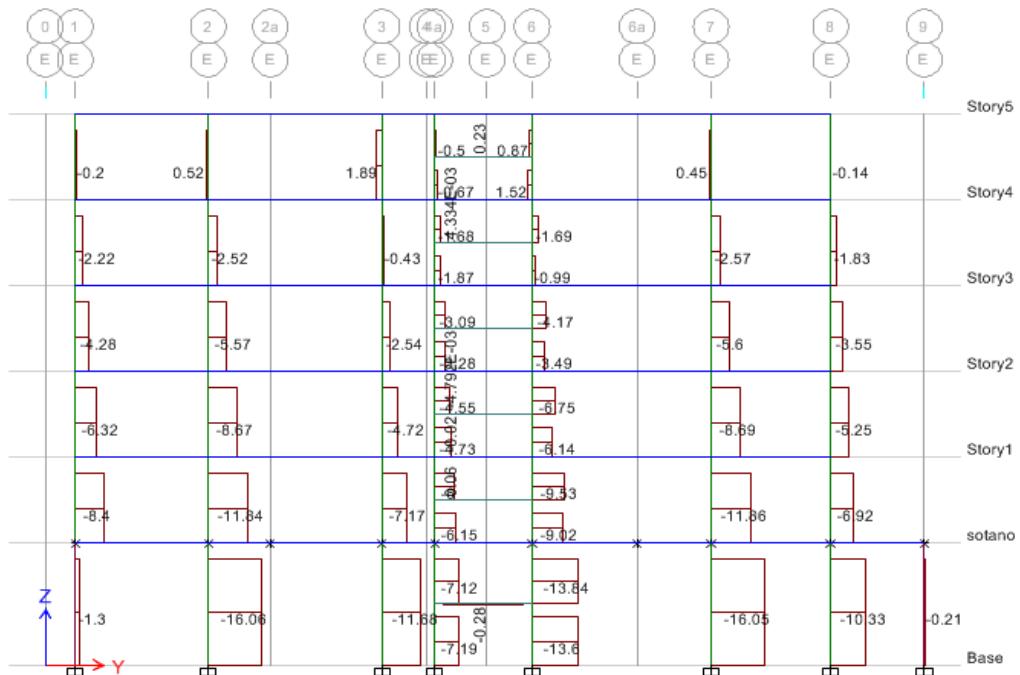 0 1 2 2a 3 4 4a 5 6 6a 7 8 9
E E E E E E E E E E E E E
Story5
0.23
-0.5 0.87
-0.2 0.52 1.89 0.45 -0.14
-0.67 1.52
Story4
-1.68 -1.69
-2.22 -2.52 -0.43 -2.57 -1.83
-1.87 -0.99
Story3
-3.09 -4.17
-4.28 -5.57 -2.54 -5.6 -3.55
-3.28 -3.49
Story2
-4.55 -6.75
-6.32 -8.67 -4.72 -8.69 -5.25
-4.73 -6.14
Story1
-9.53
-8.4 -11.84 -7.17 -11.86 -6.92
-6.15 -9.02
sotano
-7.12 -13.84
Z
-1.3 -16.06 -11.68 -0.28 -16.05 -10.33 -0.21
-7.19 -13.6
Base
Y